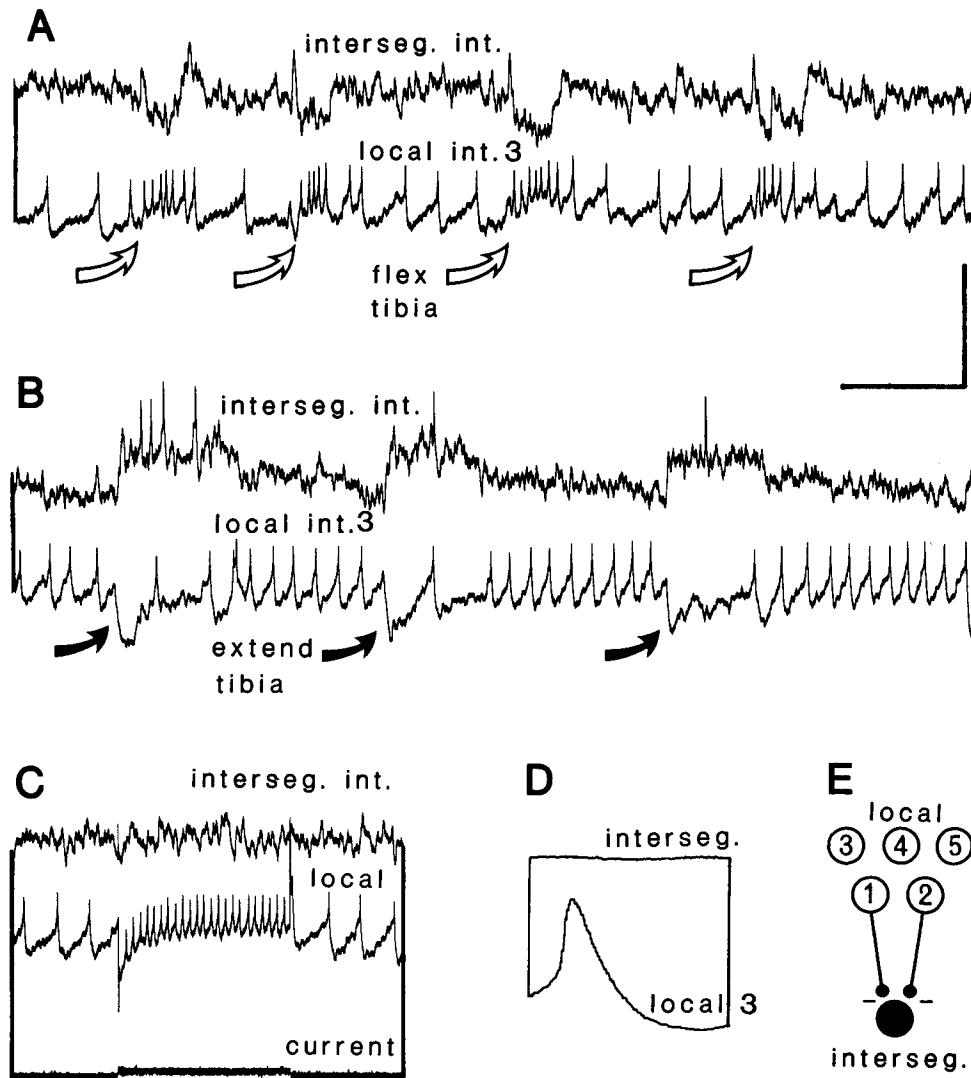 A
interseg. int.
local int. 3
flex
tibia
B
interseg. int.
local int. 3
extend
tibia
C
interseg. int.
local
current
D
interseg.
local 3
E
local
3 4 5
1 2
– –
interseg.